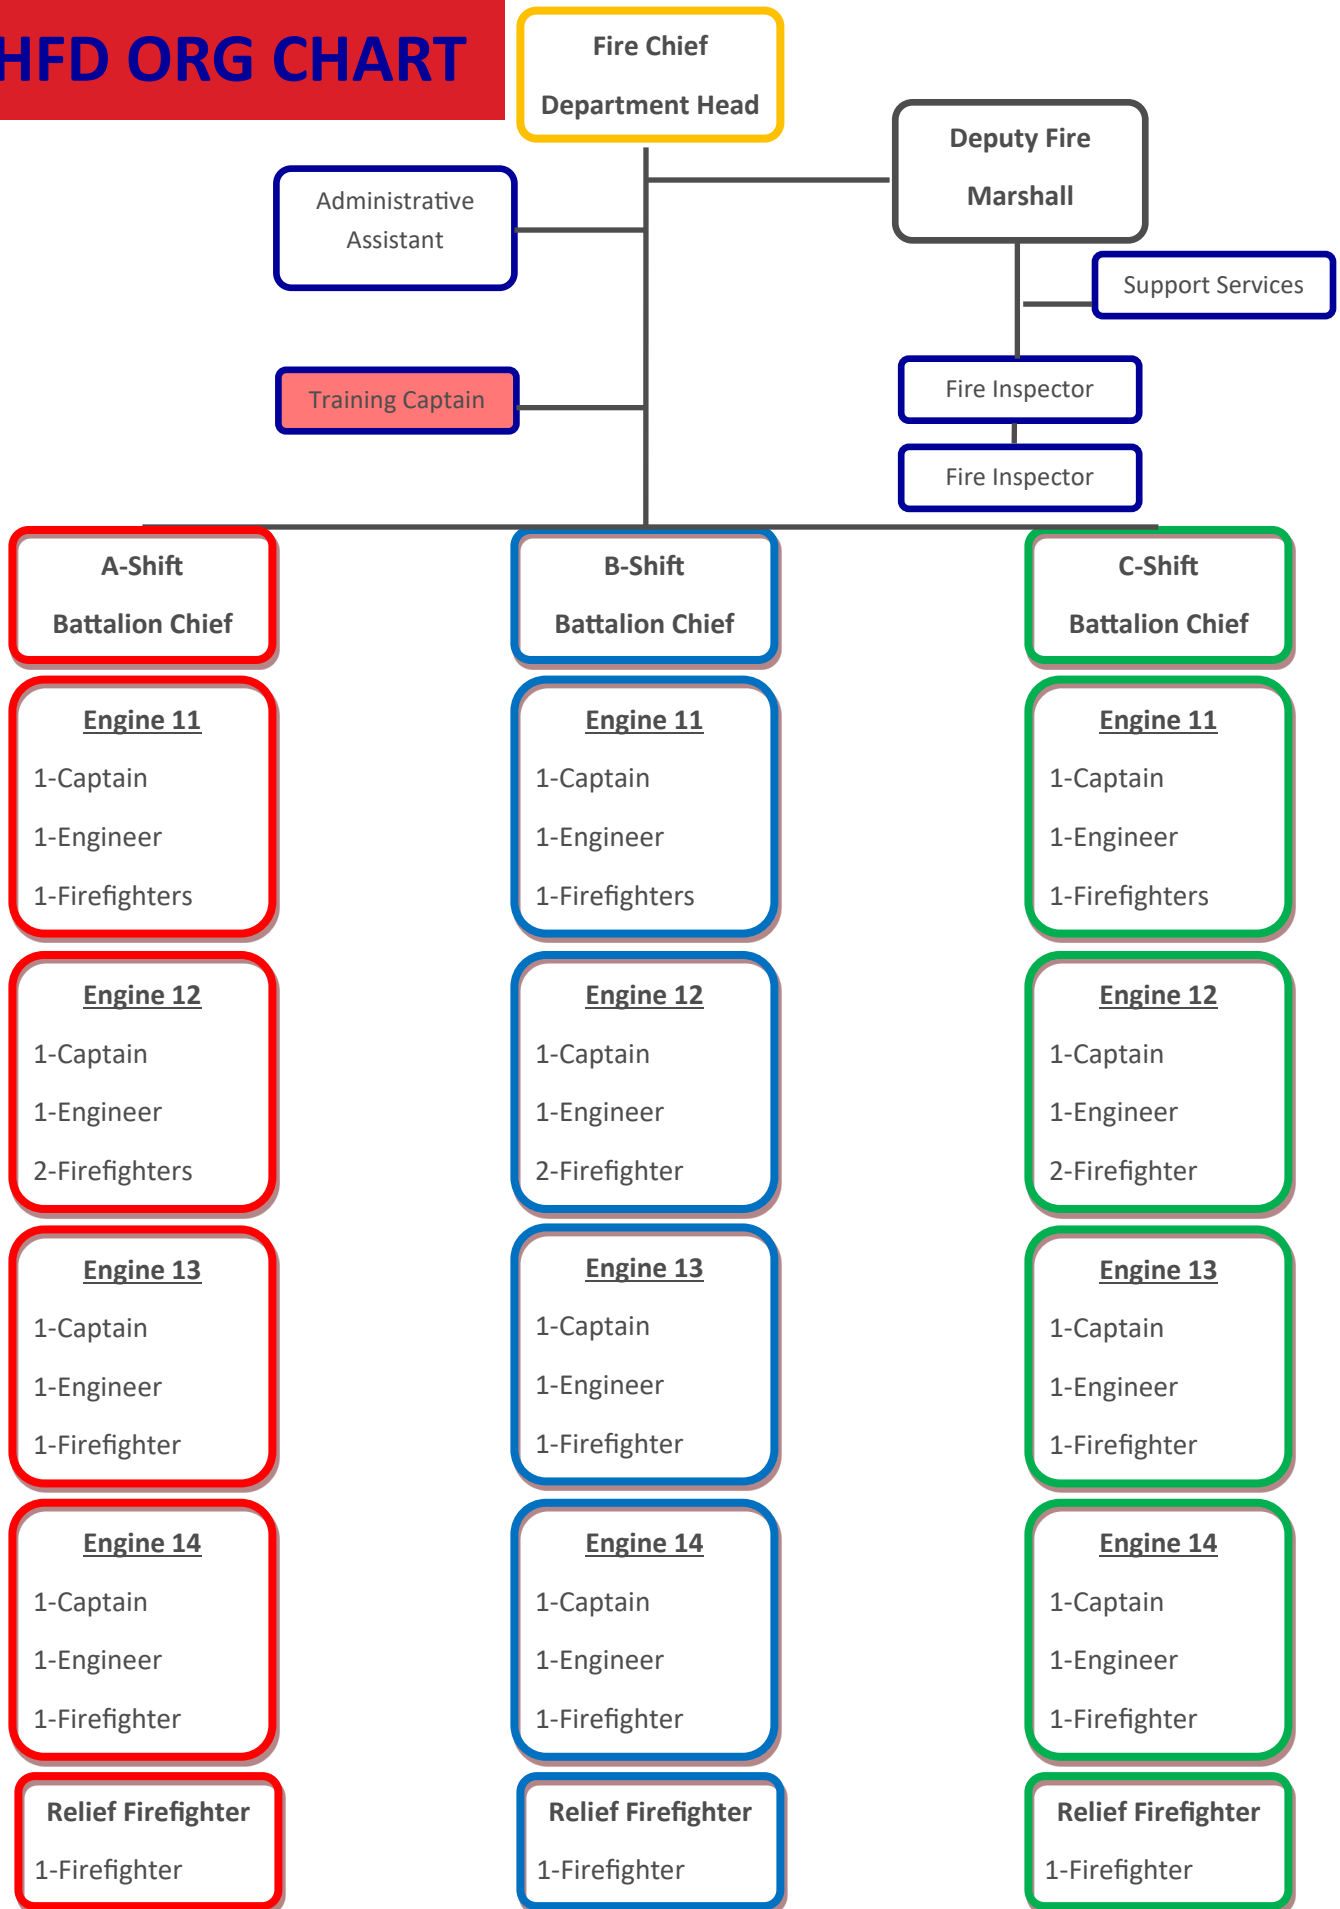 HFD ORG CHART
Fire Chief
Department Head
Deputy Fire
Marshall
Administrative
Assistant
Support Services
Training Captain
Fire Inspector
Fire Inspector
A-Shift
Battalion Chief
Engine 11
1-Captain
1-Engineer
1-Firefighters
Engine 12
1-Captain
1-Engineer
2-Firefighters
Engine 13
1-Captain
1-Engineer
1-Firefighter
Engine 14
1-Captain
1-Engineer
1-Firefighter
Relief Firefighter
1-Firefighter
B-Shift
Battalion Chief
Engine 11
1-Captain
1-Engineer
1-Firefighters
Engine 12
1-Captain
1-Engineer
2-Firefighter
Engine 13
1-Captain
1-Engineer
1-Firefighter
Engine 14
1-Captain
1-Engineer
1-Firefighter
Relief Firefighter
1-Firefighter
C-Shift
Battalion Chief
Engine 11
1-Captain
1-Engineer
1-Firefighters
Engine 12
1-Captain
1-Engineer
2-Firefighter
Engine 13
1-Captain
1-Engineer
1-Firefighter
Engine 14
1-Captain
1-Engineer
1-Firefighter
Relief Firefighter
1-Firefighter